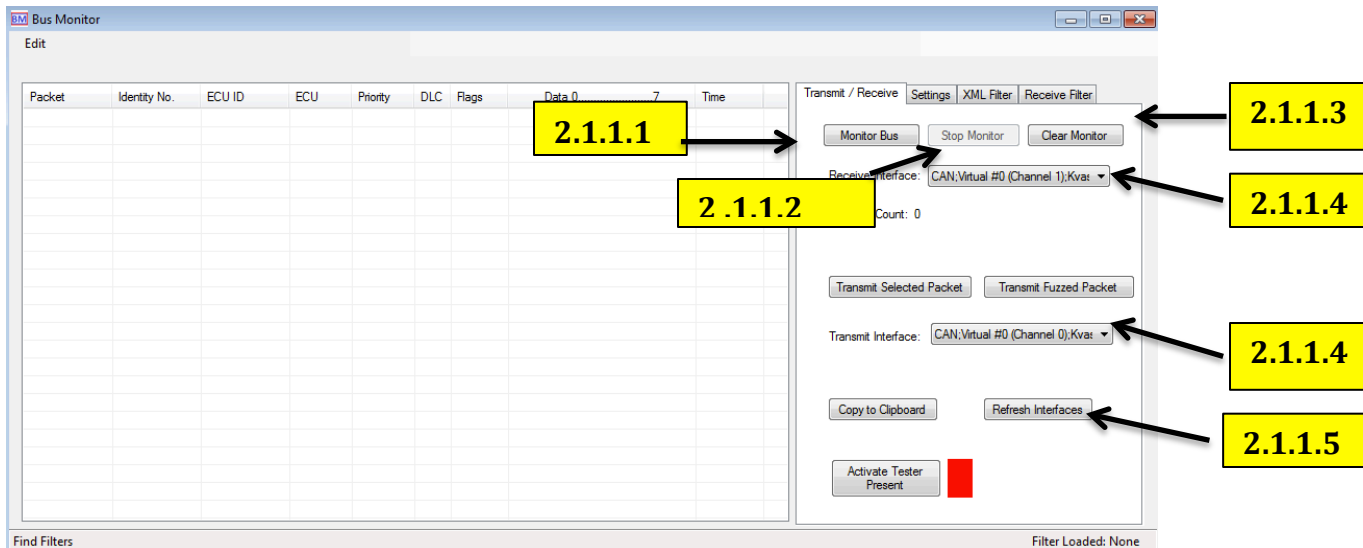 BM Bus Monitor
Edit
Packet Identity No. ECU ID ECU Priority DLC Flags Data 0.........................7 Time
Transmit / Receive Settings XML Filter Receive Filter
2.1.1.1
2.1.1.3
Monitor Bus Stop Monitor Clear Monitor
Receive Interface: CAN;Virtual #0 (Channel 1);Kvas
2 .1.1.2
2.1.1.4
Count: 0
Transmit Selected Packet Transmit Fuzzed Packet
Transmit Interface: CAN;Virtual #0 (Channel 0);Kvas
2.1.1.4
Copy to Clipboard Refresh Interfaces
2.1.1.5
Activate Tester
Present
Find Filters Filter Loaded: None